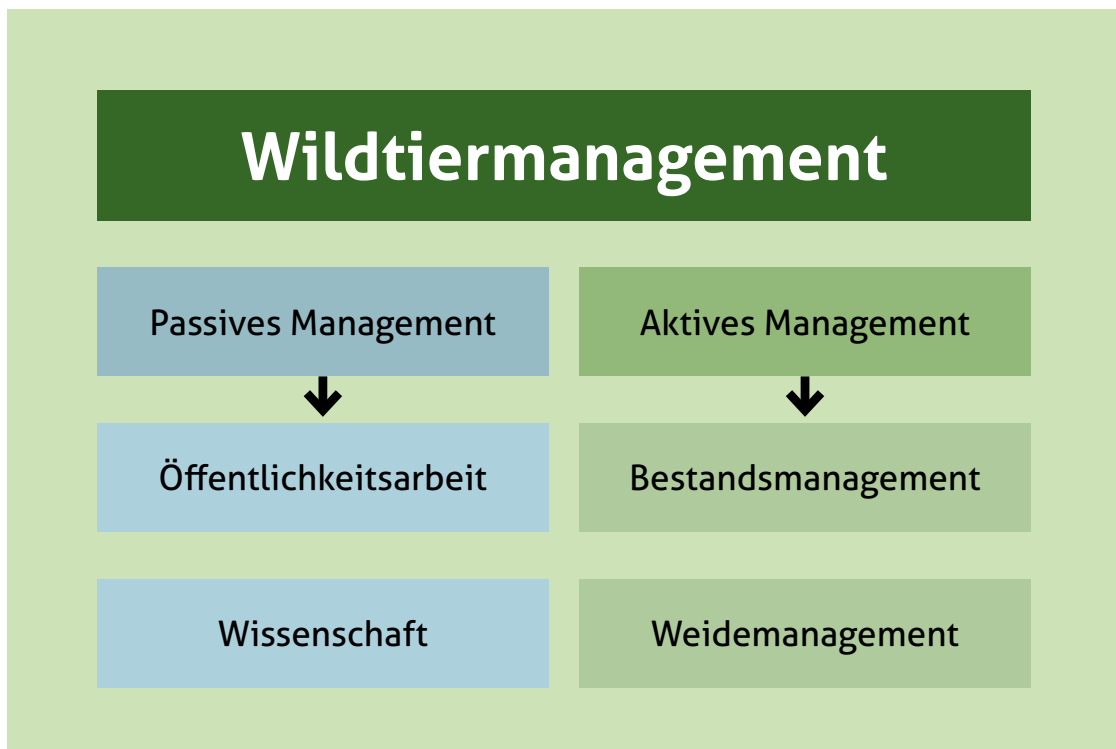 Wildtiermanagement
Passives Management
Aktives Management
Öffentlichkeitsarbeit
Bestandsmanagement
Wissenschaft
Weidemanagement